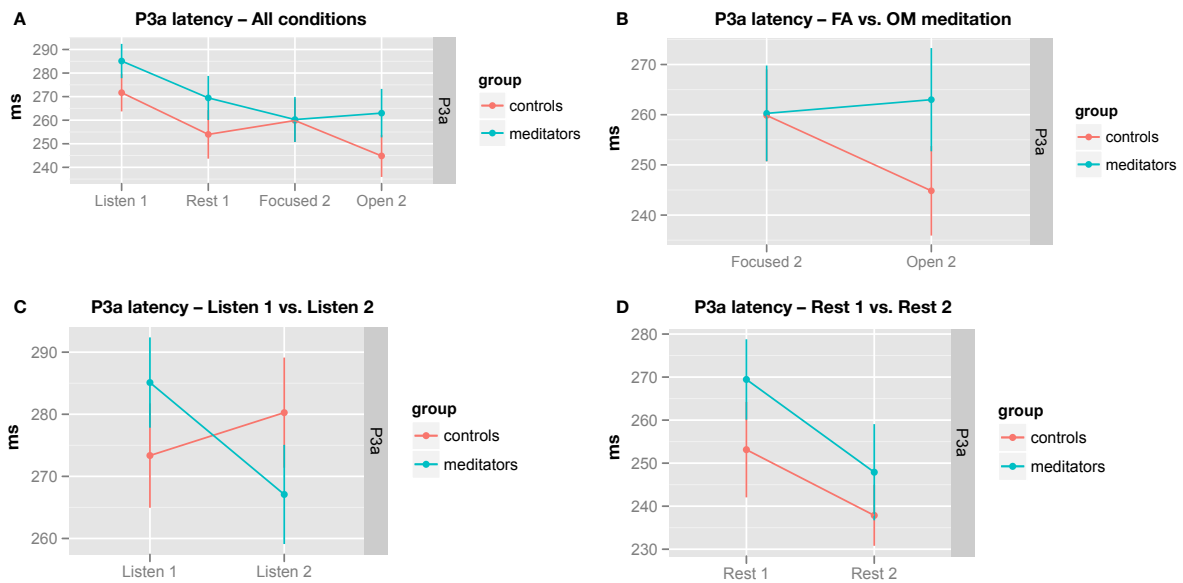 A
P3a latency – All conditions
290
280
270
260
250
240
ms
Listen 1
Rest 1
Focused 2
Open 2
P3a
group
controls
meditators
B
P3a latency – FA vs. OM meditation
270
260
250
240
ms
Focused 2
Open 2
P3a
group
controls
meditators
C
P3a latency – Listen 1 vs. Listen 2
290
280
270
260
ms
Listen 1
Listen 2
P3a
group
controls
meditators
D
P3a latency – Rest 1 vs. Rest 2
280
270
260
250
240
230
ms
Rest 1
Rest 2
P3a
group
controls
meditators